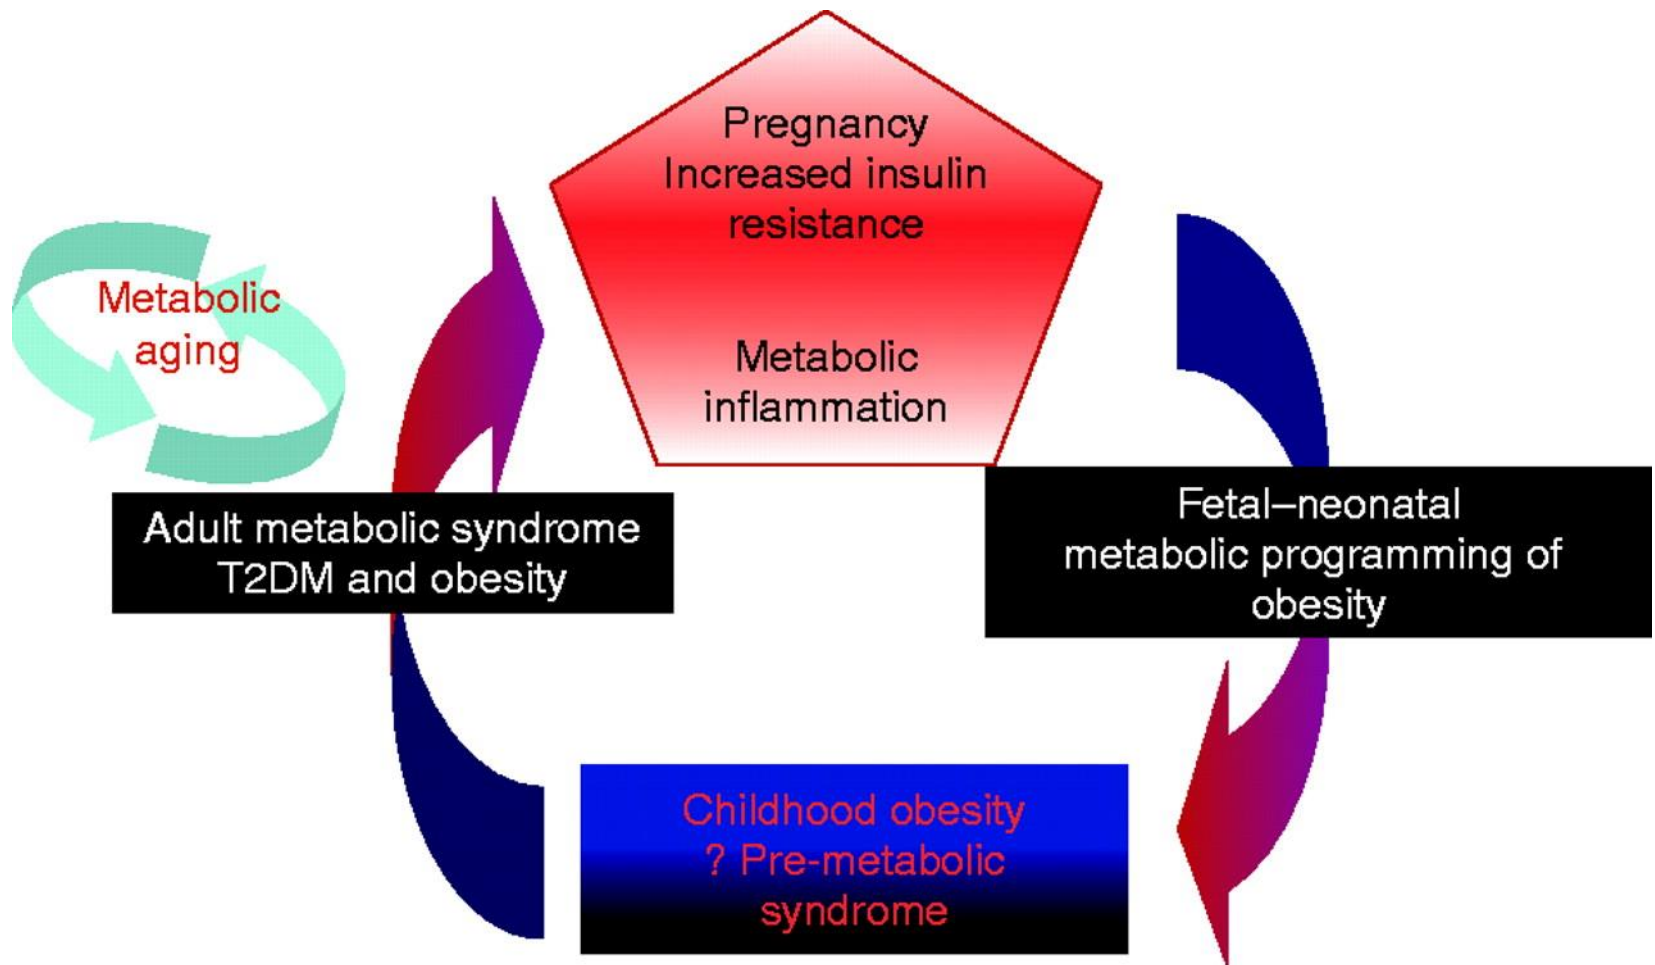 Pregnancy
Increased insulin
resistance
Metabolic
inflammation
Metabolic
aging
Adult metabolic syndrome
T2DM and obesity
Fetal–neonatal
metabolic programming of
obesity
Childhood obesity
? Pre-metabolic
syndrome